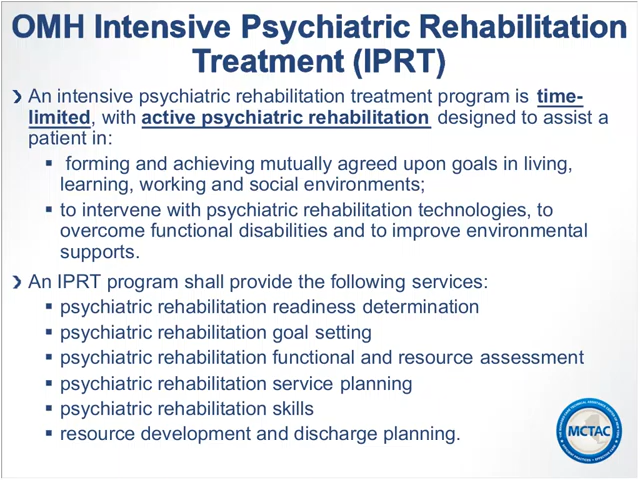 OMH Intensive Psychiatric Rehabilitation
Treatment (IPRT)
❯ An intensive psychiatric rehabilitation treatment program is time-
limited, with active psychiatric rehabilitation designed to assist a
patient in:
▪ forming and achieving mutually agreed upon goals in living,
learning, working and social environments;
▪ to intervene with psychiatric rehabilitation technologies, to
overcome functional disabilities and to improve environmental
supports.
❯ An IPRT program shall provide the following services:
▪ psychiatric rehabilitation readiness determination
▪ psychiatric rehabilitation goal setting
▪ psychiatric rehabilitation functional and resource assessment
▪ psychiatric rehabilitation service planning
▪ psychiatric rehabilitation skills
▪ resource development and discharge planning.
MCTAC